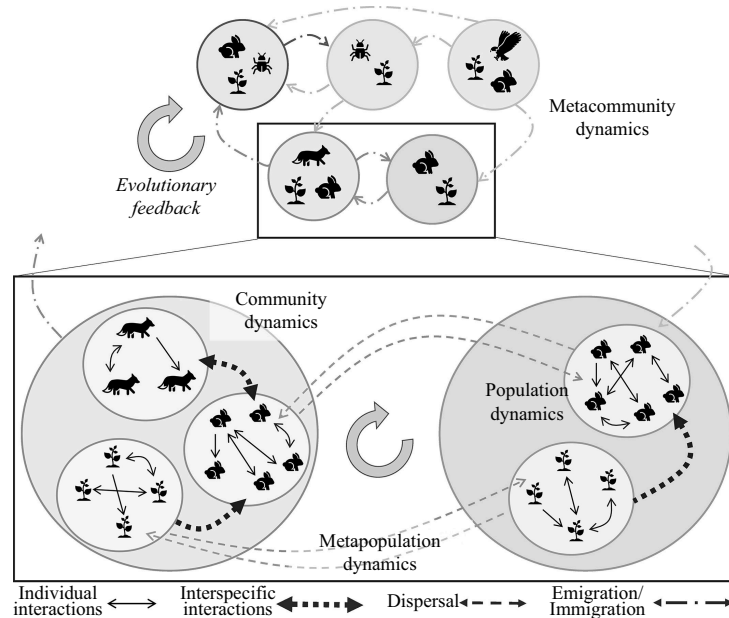 Metacommunity
dynamics
Evolutionary
feedback
Community
dynamics
Population
dynamics
Metapopulation
dynamics
Individual
interactions
Interspecific
interactions
Dispersal
Emigration/
Immigration